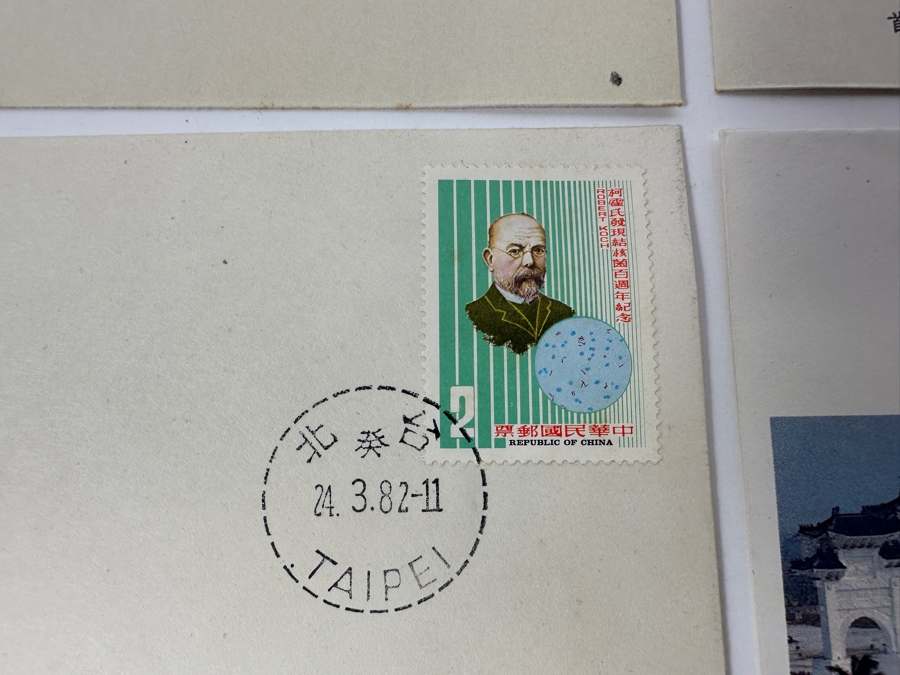 柯霍氏發現結核菌百週年紀念
ROBERT KOCH
2
票郵國民華中
REPUBLIC OF CHINA
北 癸
24. 3.82-11
TAIPEI